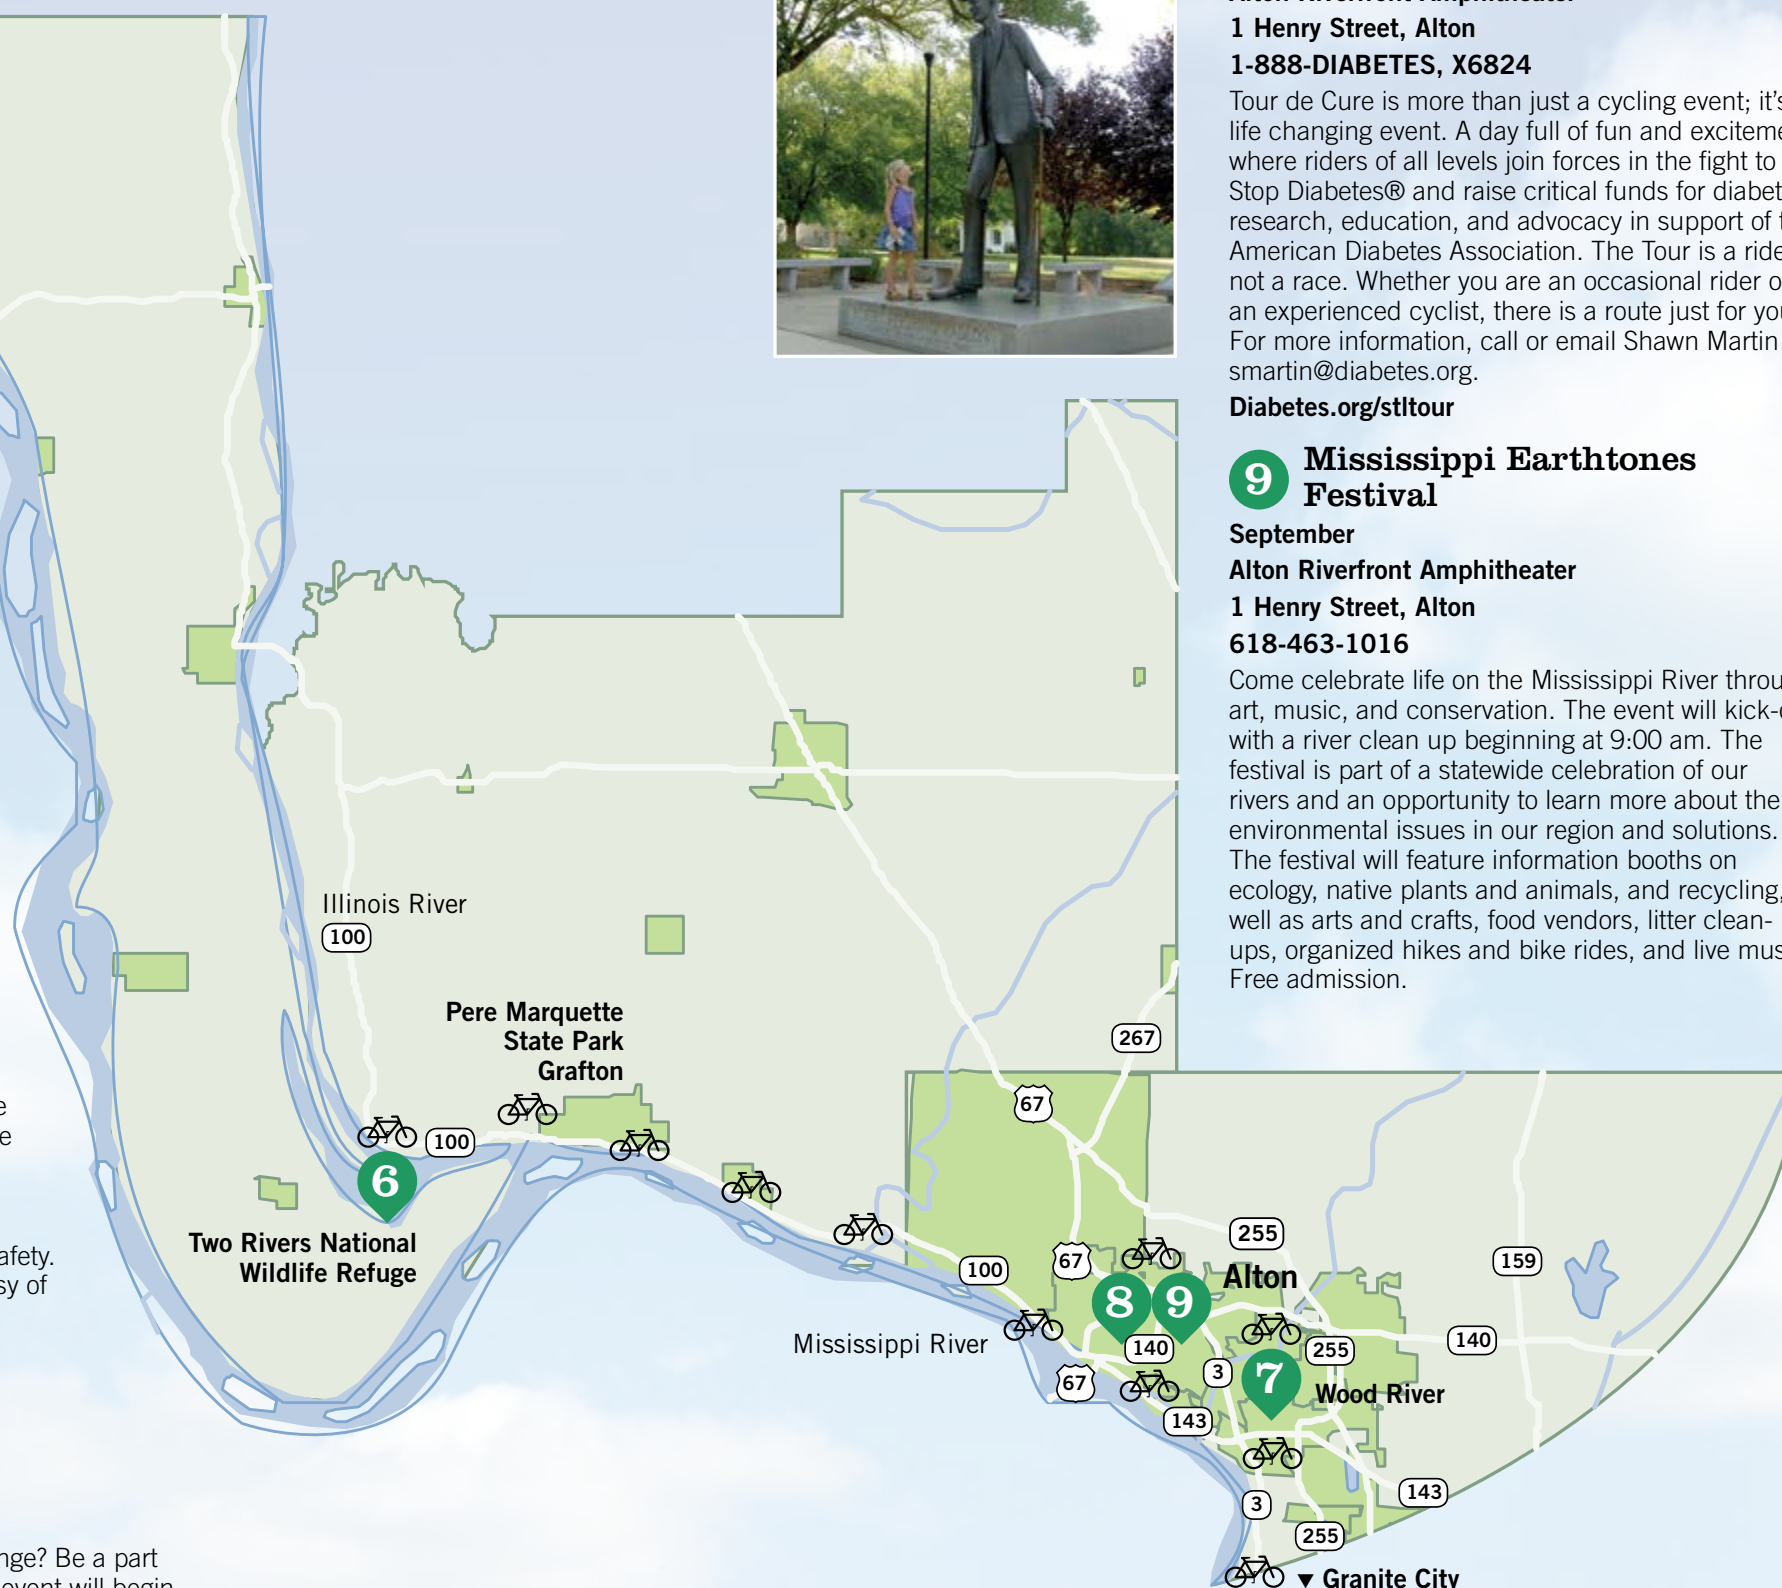 1 Henry Street, Alton
1-888-DIABETES, X6824
Tour de Cure is more than just a cycling event; it's
life changing event. A day full of fun and
where riders of all levels join forces in the fight to
Stop Diabetes® and raise critical funds for
research, education, and advocacy in support of
American Diabetes Association. The Tour is a ride
not a race. Whether you are an occasional rider
an experienced cyclist, there is a route just for
For more information, call or email Shawn Martin
smartin@diabetes.org.
Diabetes.org/stltour
9 Mississippi Earthtones
Festival
September
Alton Riverfront Amphitheater
1 Henry Street, Alton
618-463-1016
Come celebrate life on the Mississippi River
art, music, and conservation. The event will
with a river clean up beginning at 9:00 am. The
festival is part of a statewide celebration of our
rivers and an opportunity to learn more about the
environmental issues in our region and solutions.
The festival will feature information booths on
ecology, native plants and animals, and recycling,
well as arts and crafts, food vendors, litter clean-
ups, organized hikes and bike rides, and live
Free admission.
Illinois River
100
Pere Marquette
State Park
Grafton
267
67
100
6
Two Rivers National
Wildlife Refuge
afety.
sy of
255
159
67
100
Alton
8
9
Mississippi River
140
255
140
3
7
67
Wood River
143
143
3
255
nge? Be a part
event will begin
▼ Granite City